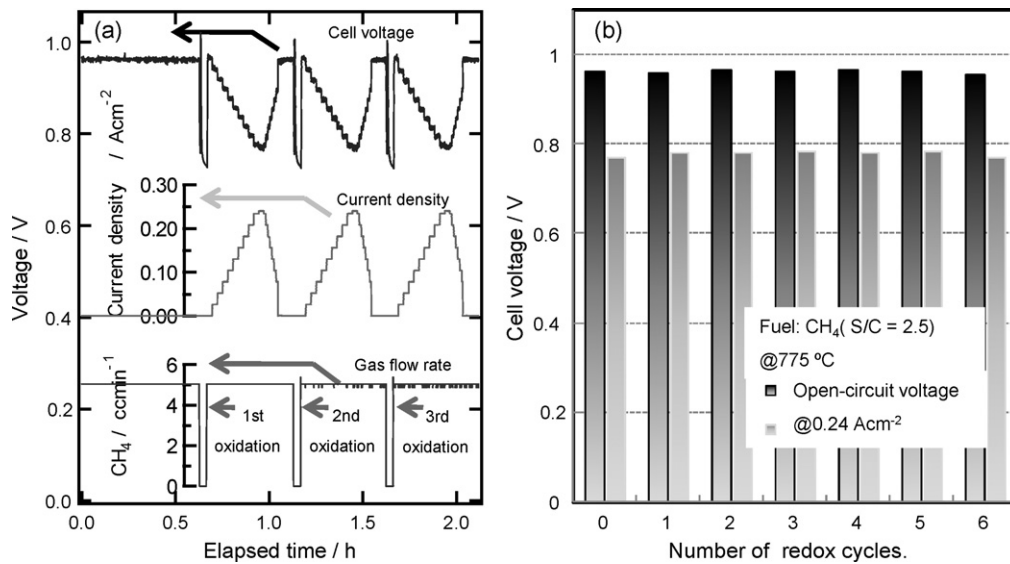 (a)
Cell voltage
1.0
0.8
0.6
0.4
0.2
0.0
Voltage / V
Current density / Acm-2
0.30
0.20
0.10
0.00
Current density
CH4 / ccmin-1
6
5
4
3
2
1
0
Gas flow rate
1st
oxidation
2nd
oxidation
3rd
oxidation
0.0 0.5 1.0 1.5 2.0
Elapsed time / h
(b)
1
0.8
0.6
0.4
0.2
0
Cell voltage / V
Fuel: CH4( S/C = 2.5)
@775 ºC
Open-circuit voltage
@0.24 Acm-2
0 1 2 3 4 5 6
Number of redox cycles.